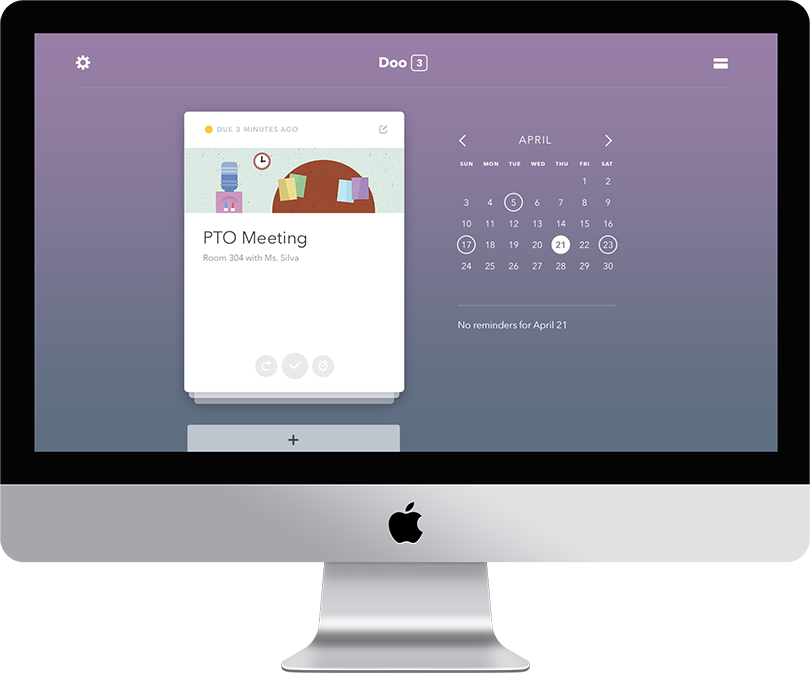 Doo 3
DUE 3 MINUTES AGO
PTO Meeting
Room 304 with Ms. Silva
+
APRIL
SUN MON TUE WED THU FRI SAT
1 2
3 4 5 6 7 8 9
10 11 12 13 14 15 16
17 18 19 20 21 22 23
24 25 26 27 28 29 30
No reminders for April 21